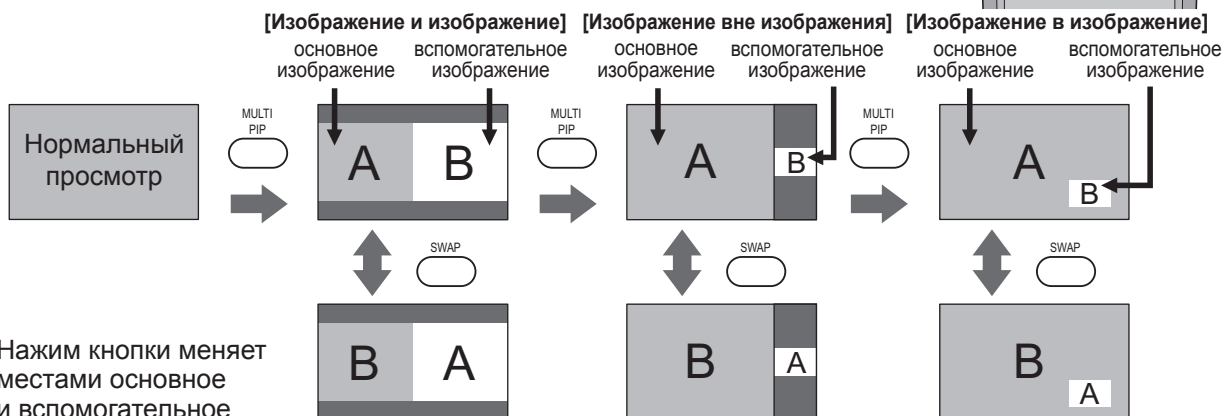 [Изображение и изображение] [Изображение вне изображения] [Изображение в изображение]
основное изображение
вспомогательное изображение
основное изображение
вспомогательное изображение
основное изображение
вспомогательное изображение
Нормальный
просмотр
MULTI
PIP
A B
MULTI
PIP
A B
MULTI
PIP
A B
SWAP
SWAP
SWAP
B A
B A
B A
Нажим кнопки меняет
местами основное
и вспомогательное